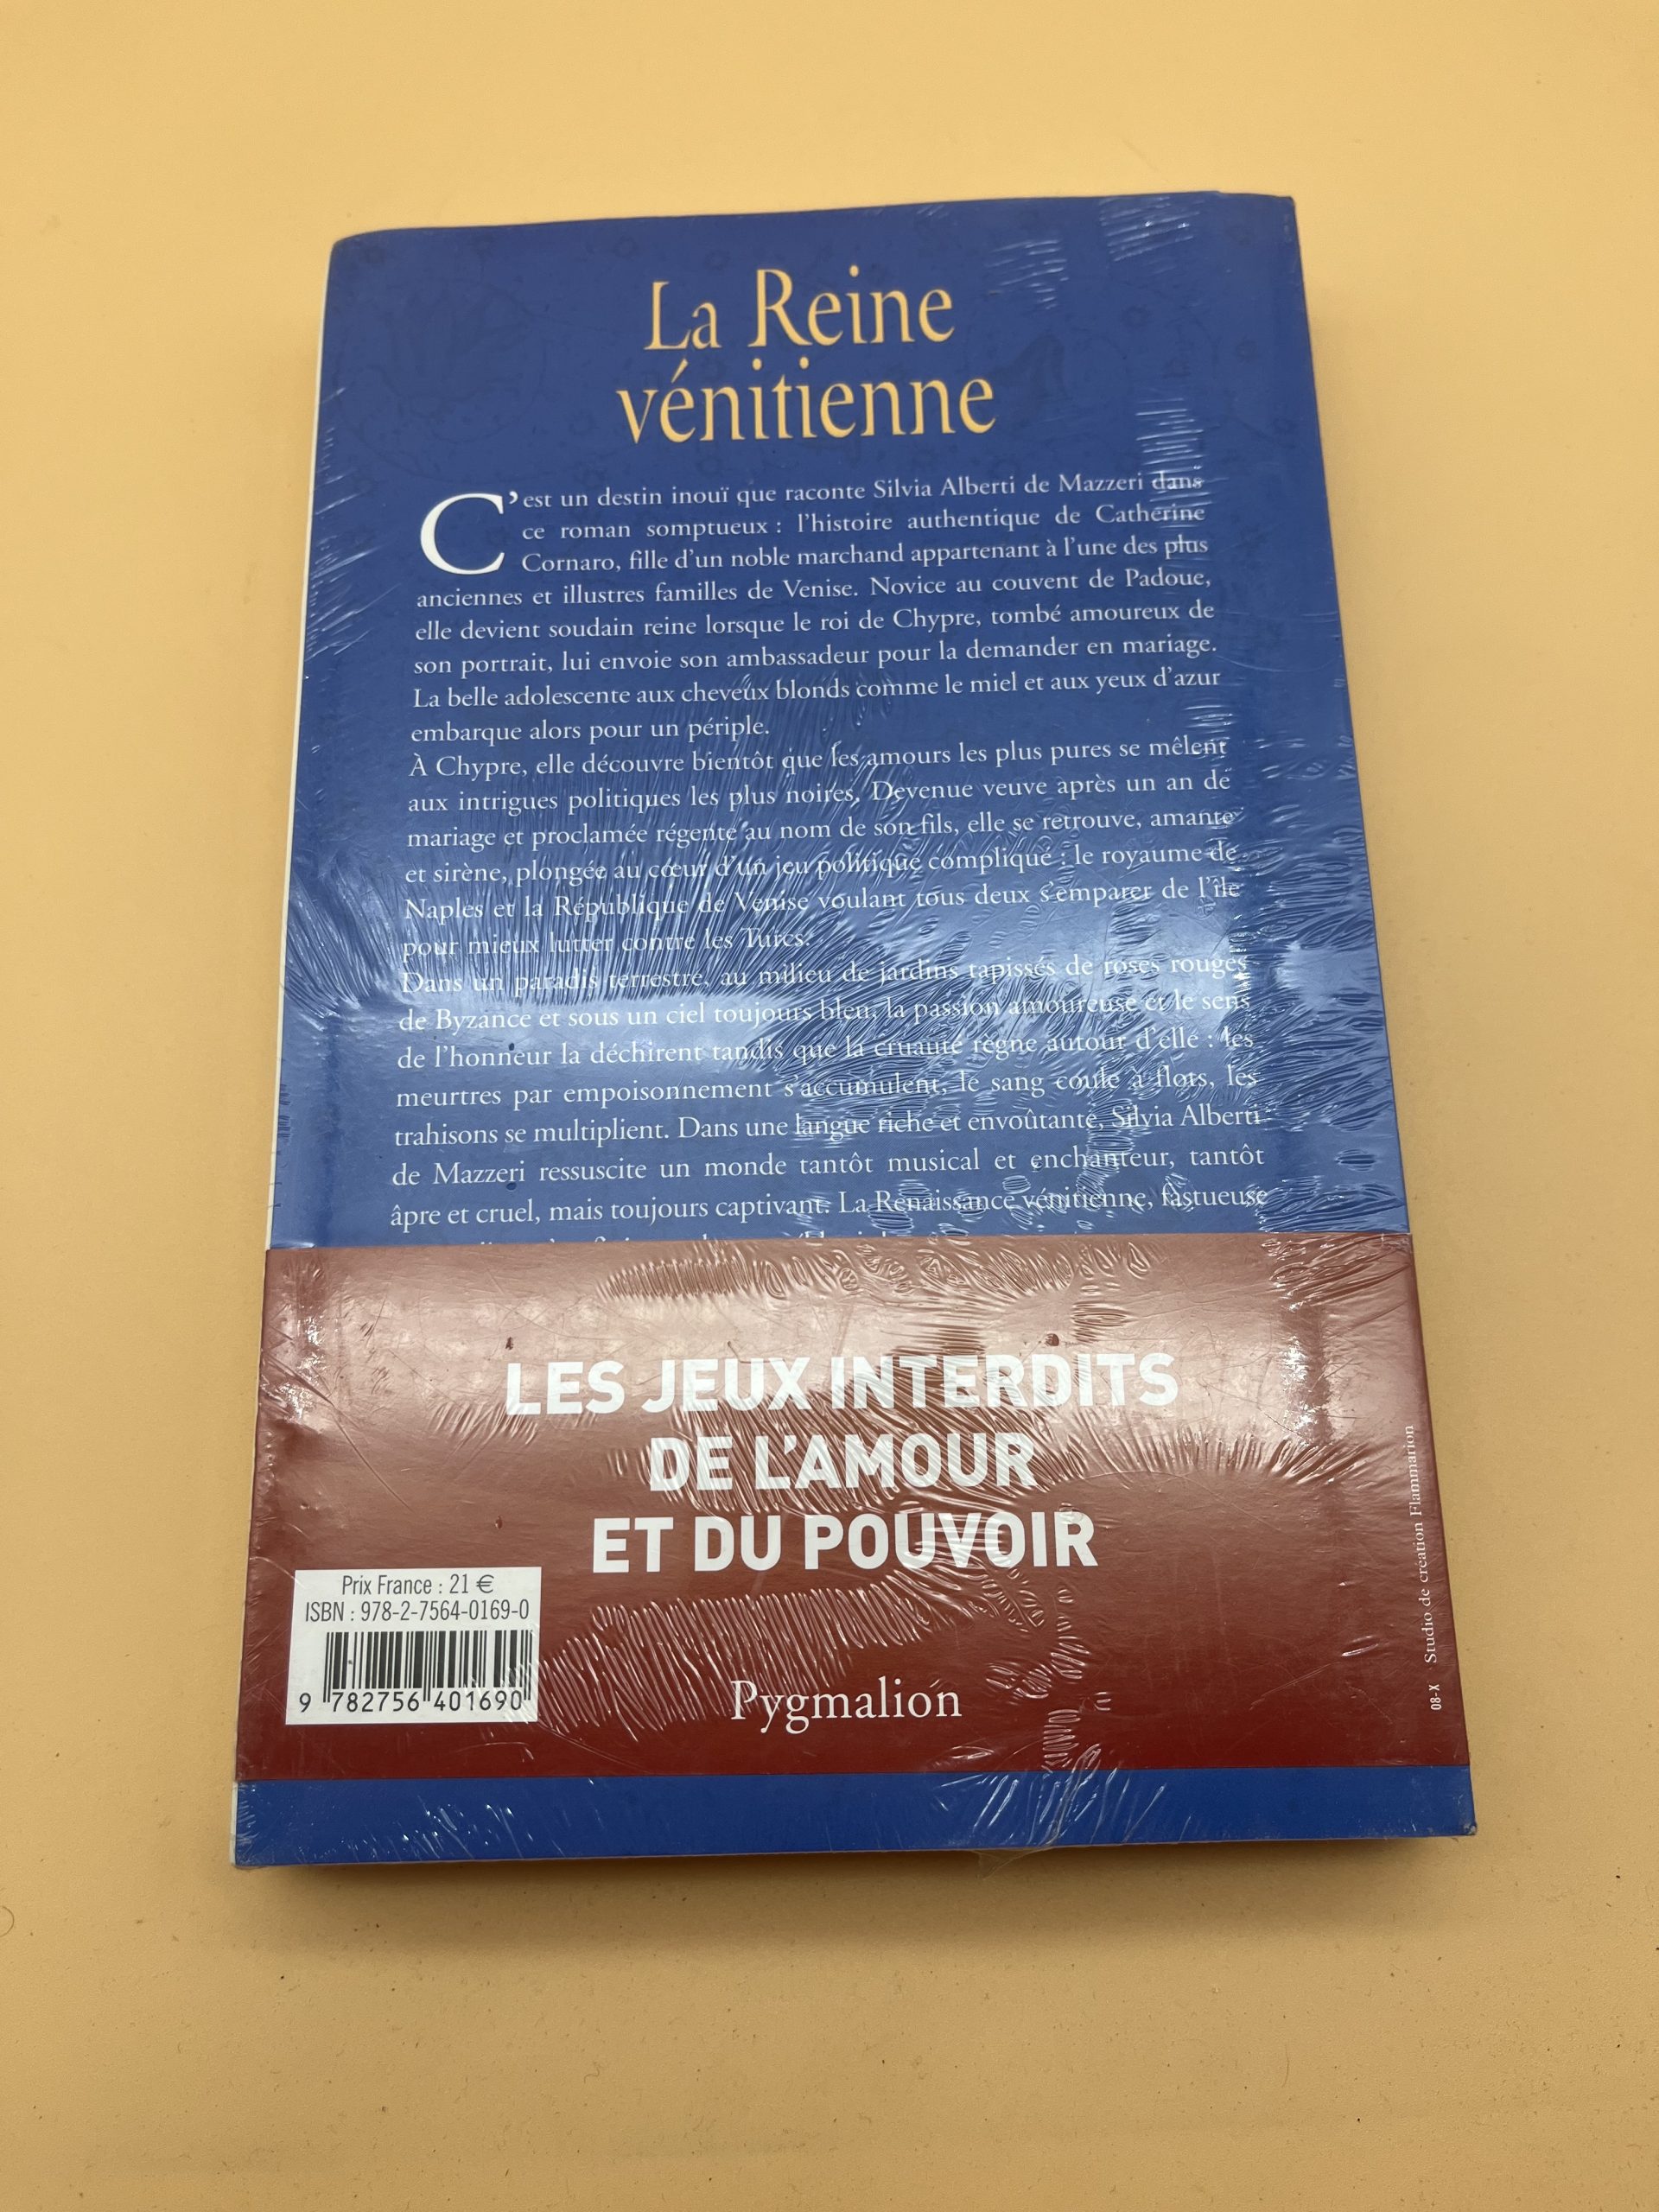 La Reine
vénitienne
C'est un destin inouï que raconte Silvia Alberti de Mazzeri dans
ce roman somptueux : l'histoire authentique de Catherine
Cornaro, fille d'un noble marchand appartenant à l'une des plus
anciennes et illustres familles de Venise. Novice au couvent de Padoue,
elle devient soudain reine lorsque le roi de Chypre, tombé amoureux de
son portrait, lui envoie son ambassadeur pour la demander en mariage.
La belle adolescente aux cheveux blonds comme le miel et aux yeux d'azur
embarque alors pour un périple.
À Chypre, elle découvre bientôt que les amours les plus pures se mêlent
aux intrigues politiques les plus noires. Devenue veuve après un an de
mariage et proclamée régente au nom de son fils, elle se retrouve, amante
et sirène, plongée au cœur d'un jeu politique compliqué : le royaume de
Naples et la République de Venise voulant tous deux s'emparer de l'île
pour mieux lutter contre les Turcs.
Dans un paradis terrestre, au milieu de jardins tapissés de roses rouges
de Byzance et sous un ciel toujours bleu, la passion amoureuse et le sens
de l'honneur la déchirent tandis que la cruauté règne autour d'elle : les
meurtres par empoisonnement s'accumulent, le sang coule à flots, les
trahisons se multiplient. Dans une langue riche et envoûtante, Silvia Alberti
de Mazzeri ressuscite un monde tantôt musical et enchanteur, tantôt
âpre et cruel, mais toujours captivant. La Renaissance vénitienne, fastueuse
LES JEUX INTERDITS
DE L'AMOUR
ET DU POUVOIR
Prix France : 21 €
ISBN : 978-2-7564-0169-0
9 782756 401690
Pygmalion
08-X Studio de création Flammarion